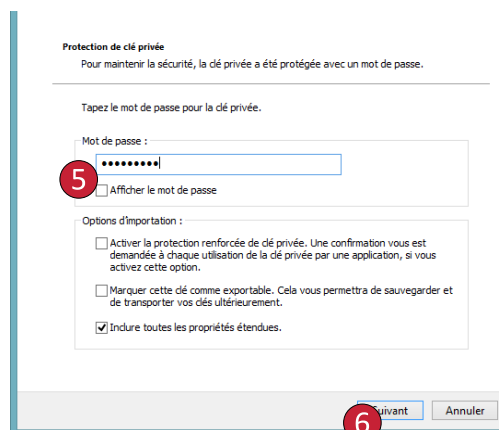 Protection de clé privée
Pour maintenir la sécurité, la clé privée a été protégée avec un mot de passe.
Tapez le mot de passe pour la clé privée.
Mot de passe :
•••••••••
5
Afficher le mot de passe
Options d'importation :
Activer la protection renforcée de clé privée. Une confirmation vous est
demandée à chaque utilisation de la clé privée par une application, si vous
activez cette option.
Marquer cette clé comme exportable. Cela vous permettra de sauvegarder et
de transporter vos clés ultérieurement.
Inclure toutes les propriétés étendues.
6
Suivant
Annuler